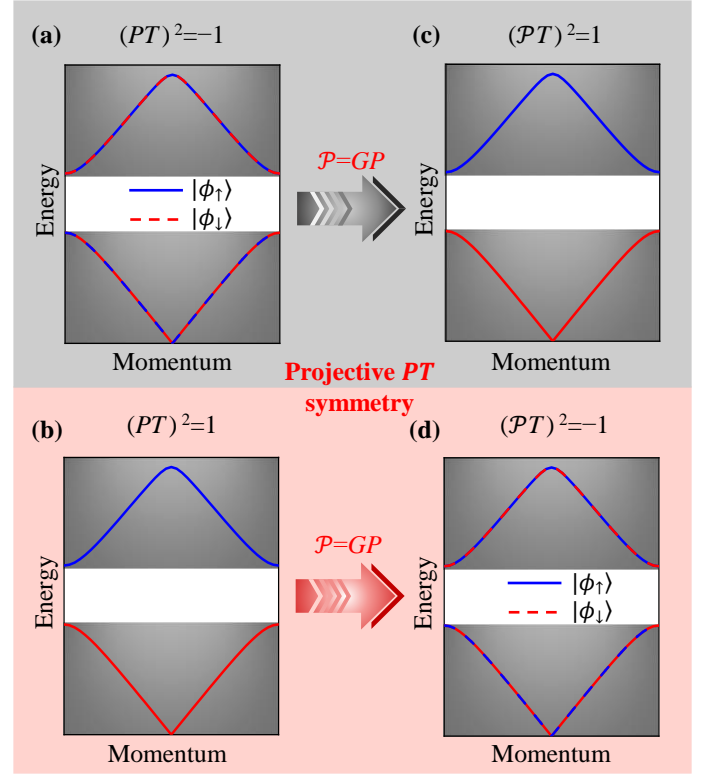 (a)
(PT)²=−1
Energy
|ϕ↑⟩
|ϕ↓⟩
Momentum
𝒫=GP
(c)
(𝒫T)²=1
Energy
Momentum
Projective PT
symmetry
(b)
(PT)²=1
Energy
Momentum
𝒫=GP
(d)
(𝒫T)²=−1
Energy
|ϕ↑⟩
|ϕ↓⟩
Momentum